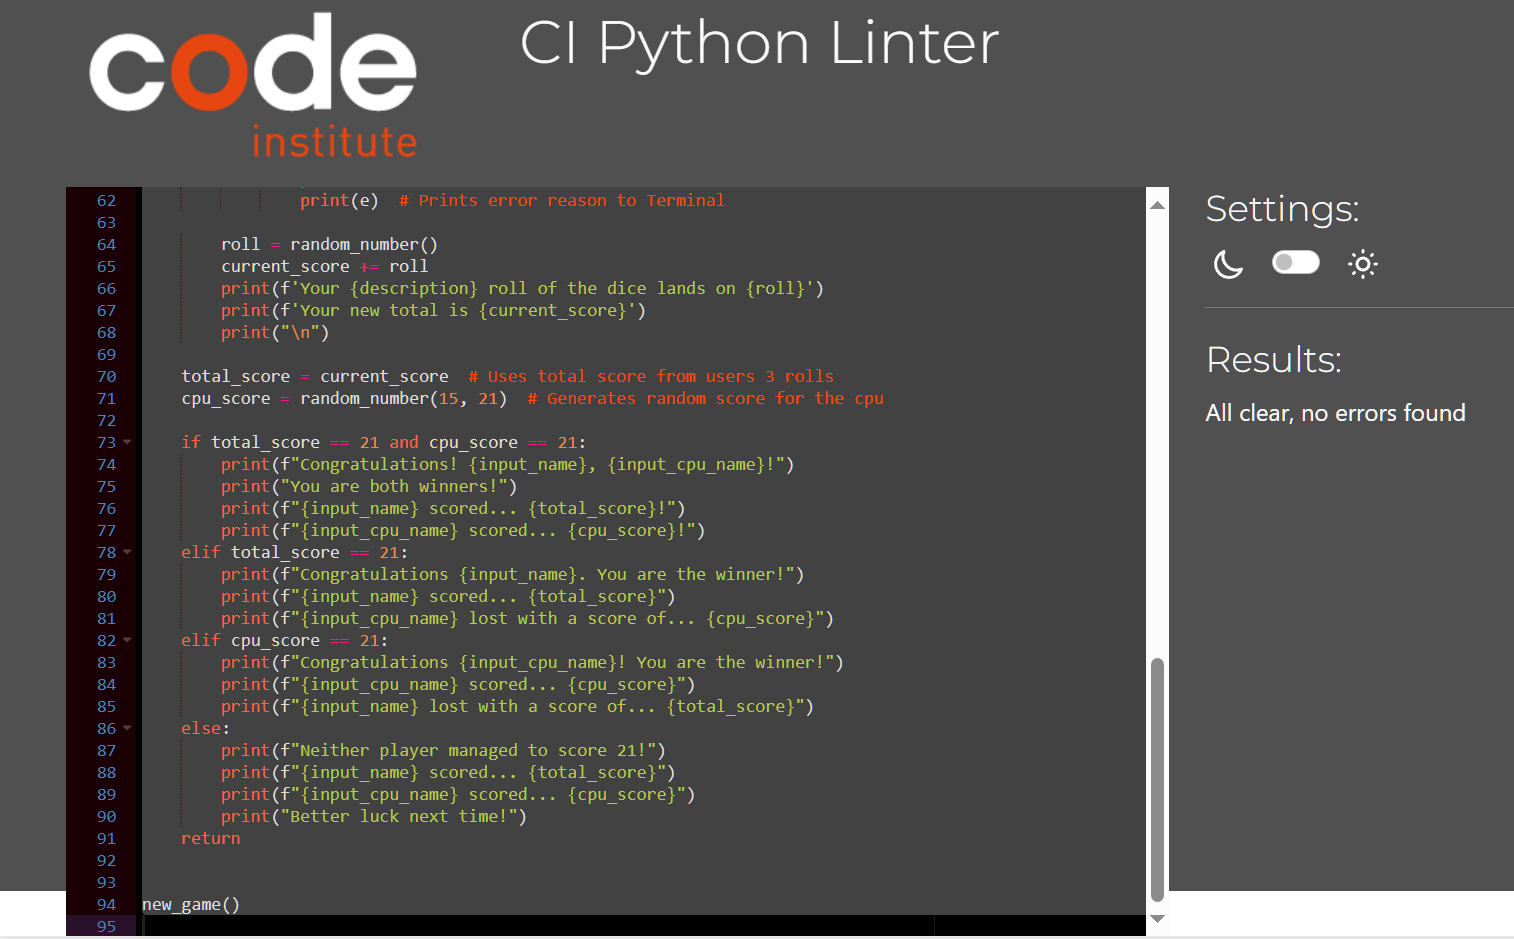 code
institute
CI Python Linter
62 print(e)  # Prints error reason to Terminal
63
64 roll = random_number()
65 current_score += roll
66 print(f'Your {description} roll of the dice lands on {roll}')
67 print(f'Your new total is {current_score}')
68 print("\n")
69
70 total_score = current_score  # Uses total score from users 3 rolls
71 cpu_score = random_number(15, 21)  # Generates random score for the cpu
72
73 if total_score == 21 and cpu_score == 21:
74 print(f"Congratulations! {input_name}, {input_cpu_name}!")
75 print("You are both winners!")
76 print(f"{input_name} scored... {total_score}!")
77 print(f"{input_cpu_name} scored... {cpu_score}!")
78 elif total_score == 21:
79 print(f"Congratulations {input_name}. You are the winner!")
80 print(f"{input_name} scored... {total_score}")
81 print(f"{input_cpu_name} lost with a score of... {cpu_score}")
82 elif cpu_score == 21:
83 print(f"Congratulations {input_cpu_name}! You are the winner!")
84 print(f"{input_cpu_name} scored... {cpu_score}")
85 print(f"{input_name} lost with a score of... {total_score}")
86 else:
87 print(f"Neither player managed to score 21!")
88 print(f"{input_name} scored... {total_score}")
89 print(f"{input_cpu_name} scored... {cpu_score}")
90 print("Better luck next time!")
91 return
92
93
94 new_game()
95
Settings:
Results:
All clear, no errors found